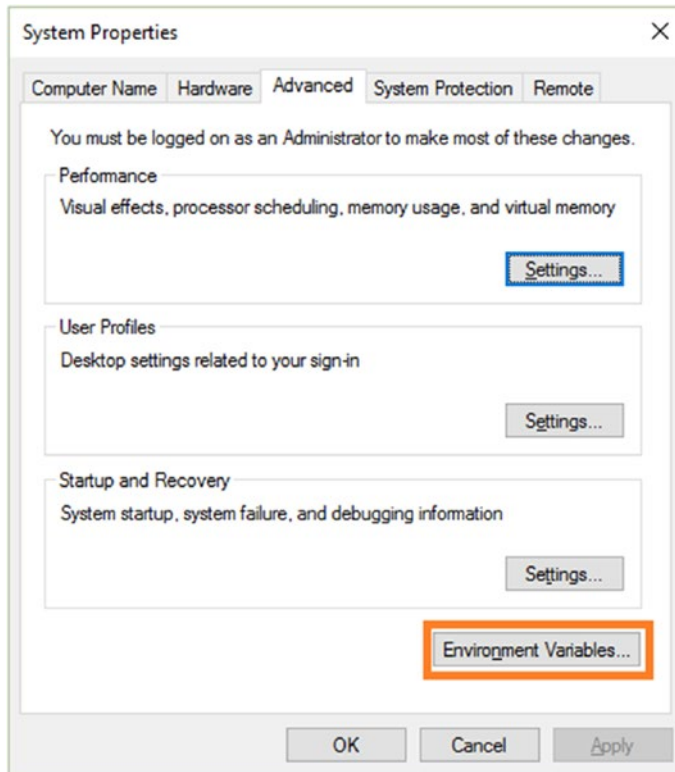 System Properties
Computer Name Hardware Advanced System Protection Remote
You must be logged on as an Administrator to make most of these changes.
Performance
Visual effects, processor scheduling, memory usage, and virtual memory
Settings...
User Profiles
Desktop settings related to your sign-in
Settings...
Startup and Recovery
System startup, system failure, and debugging information
Settings...
Environment Variables...
OK Cancel Apply